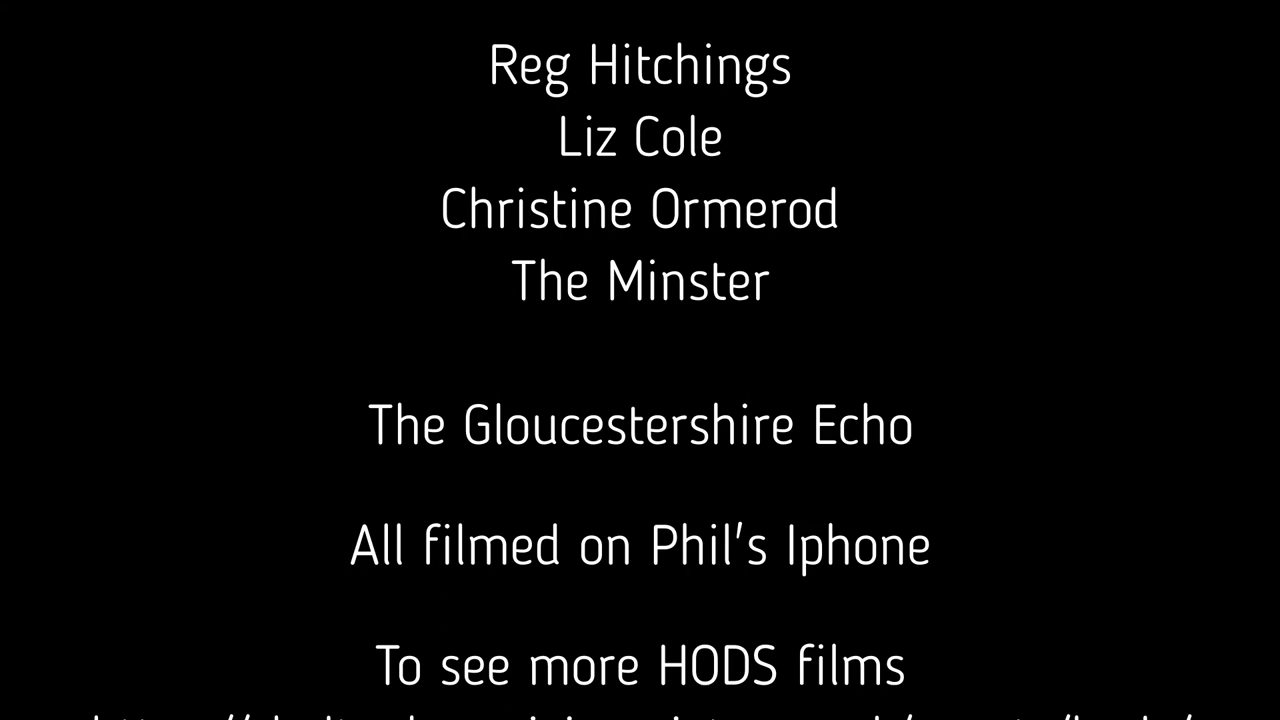 Reg Hitchings
Liz Cole
Christine Ormerod
The Minster
The Gloucestershire Echo
All filmed on Phil's Iphone
To see more HODS films